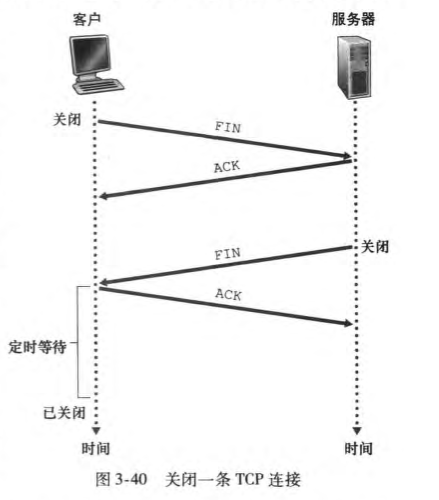 客户
服务器
关闭
FIN
ACK
FIN
关闭
ACK
定时等待
已关闭
时间
时间
图 3-40 关闭一条 TCP 连接